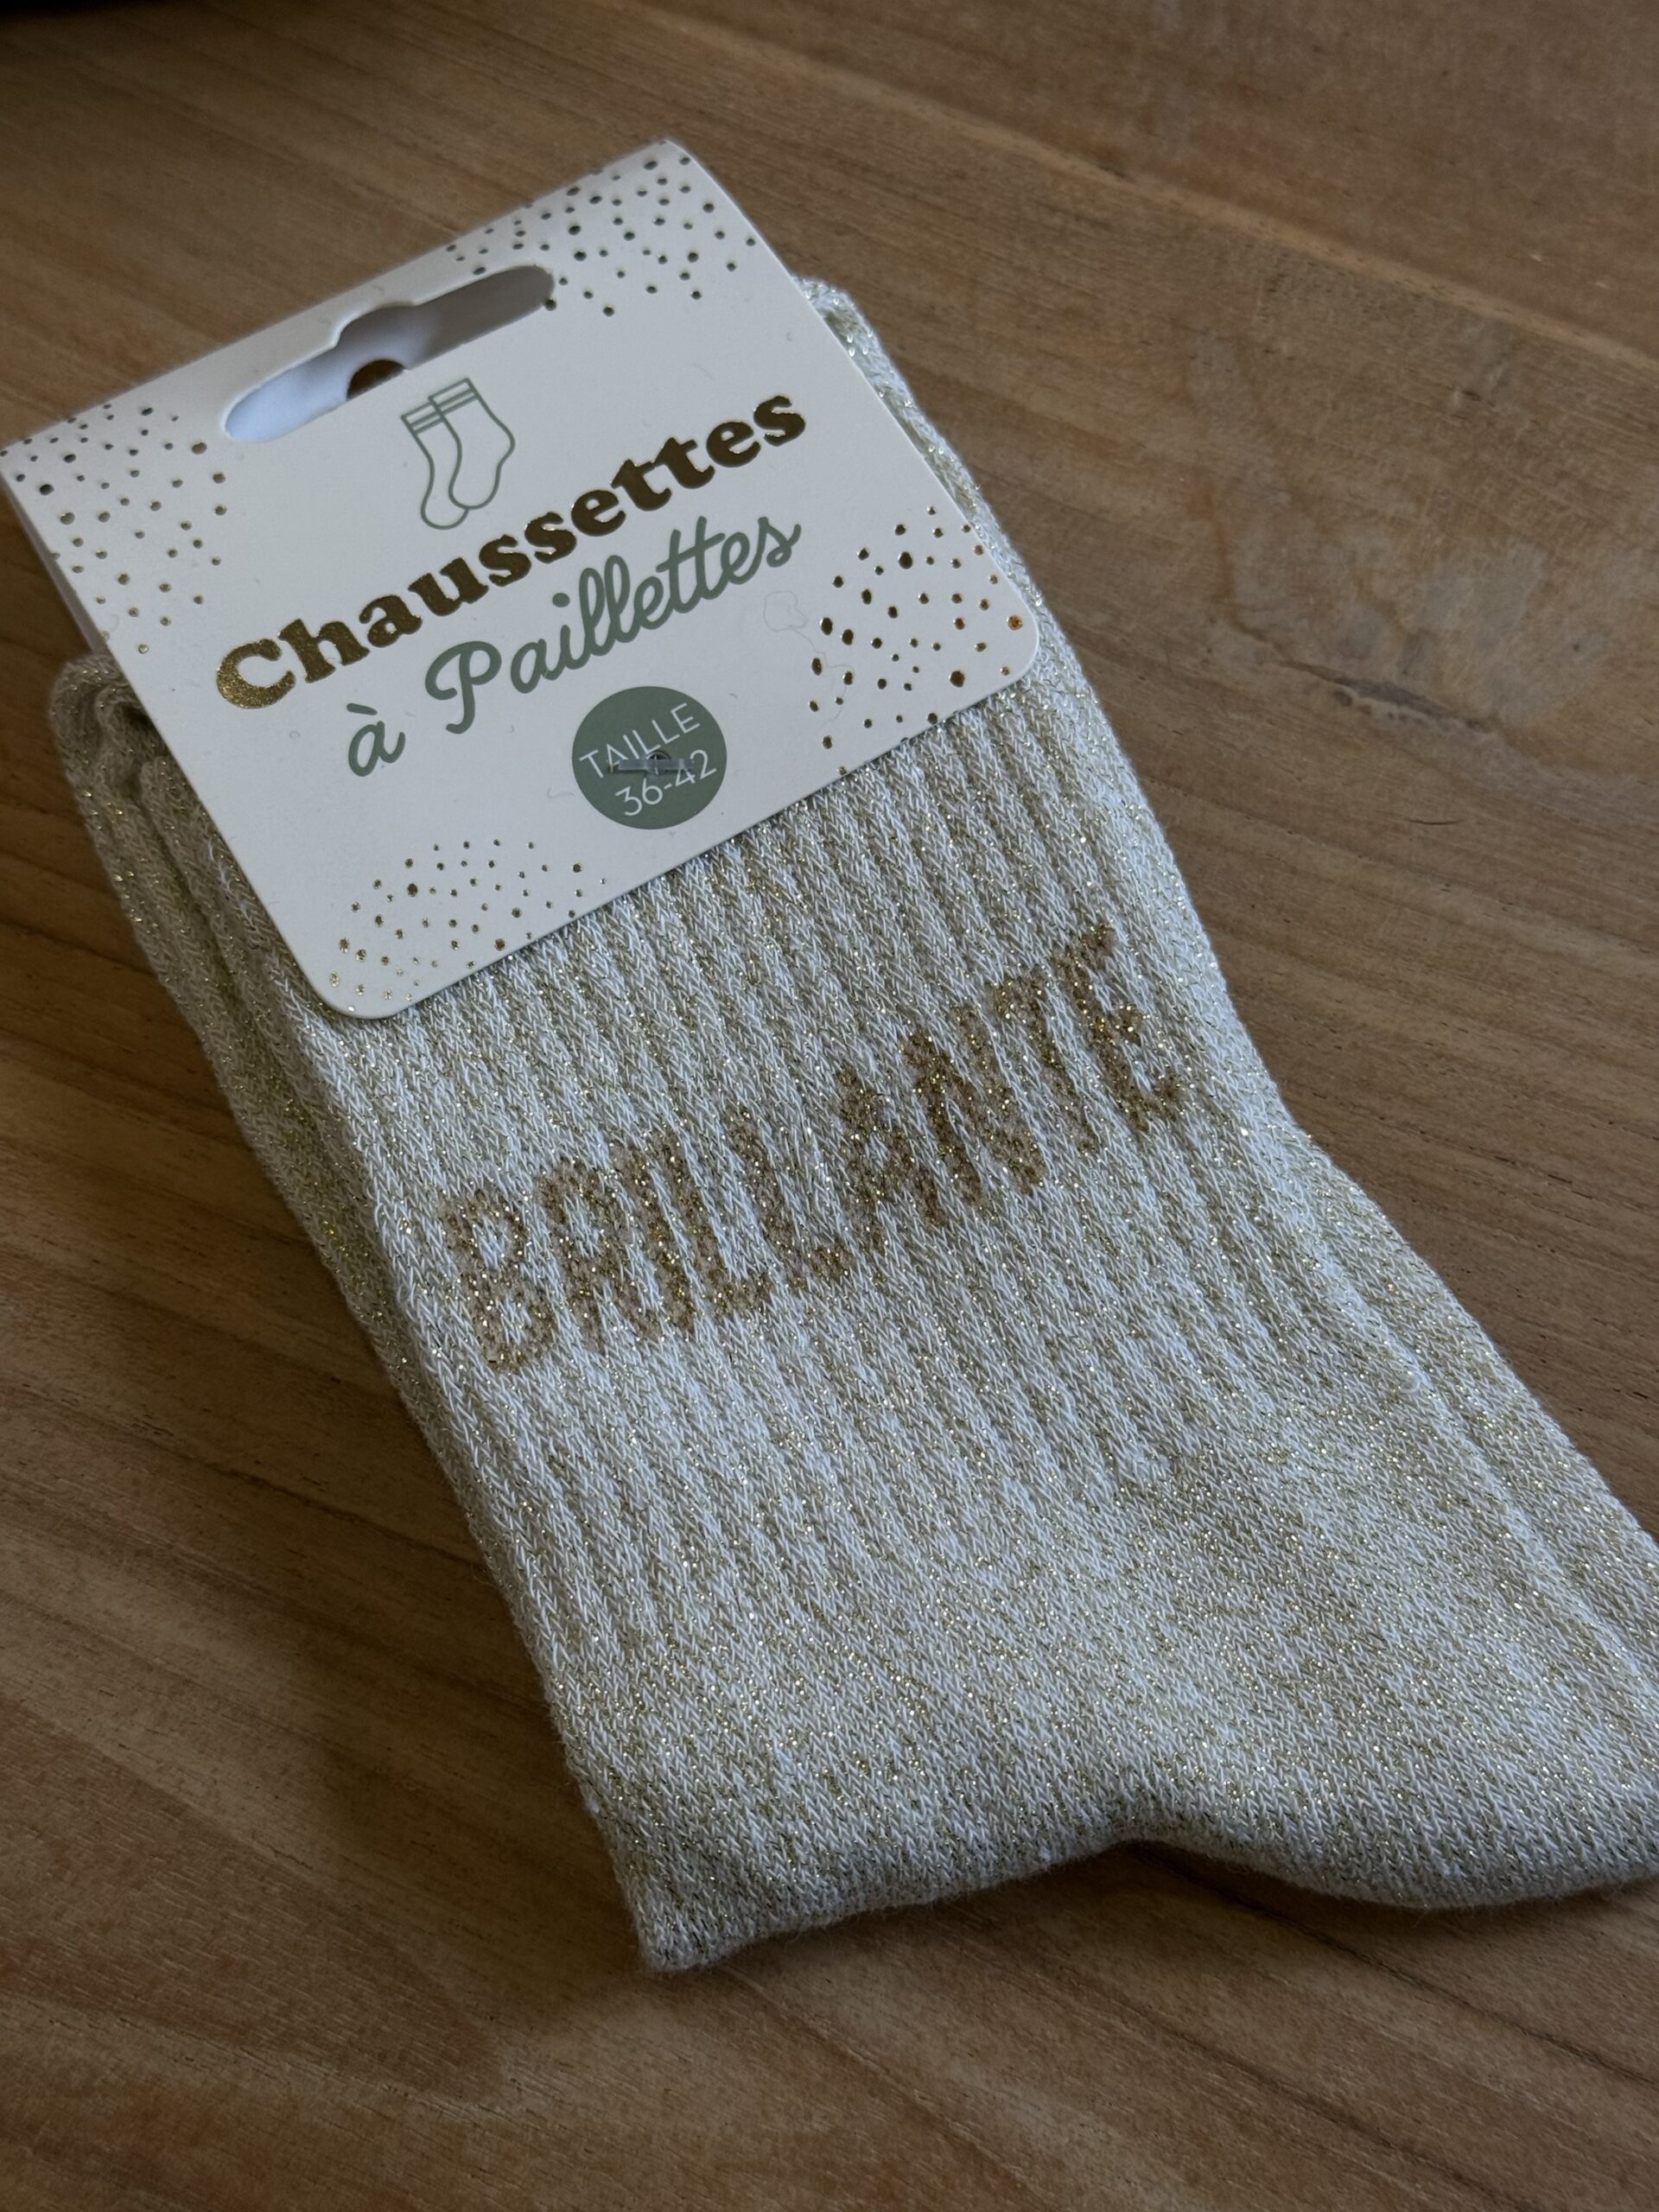 Chaussettes
à Paillettes
TAILLE
36-42
BRILLANTE